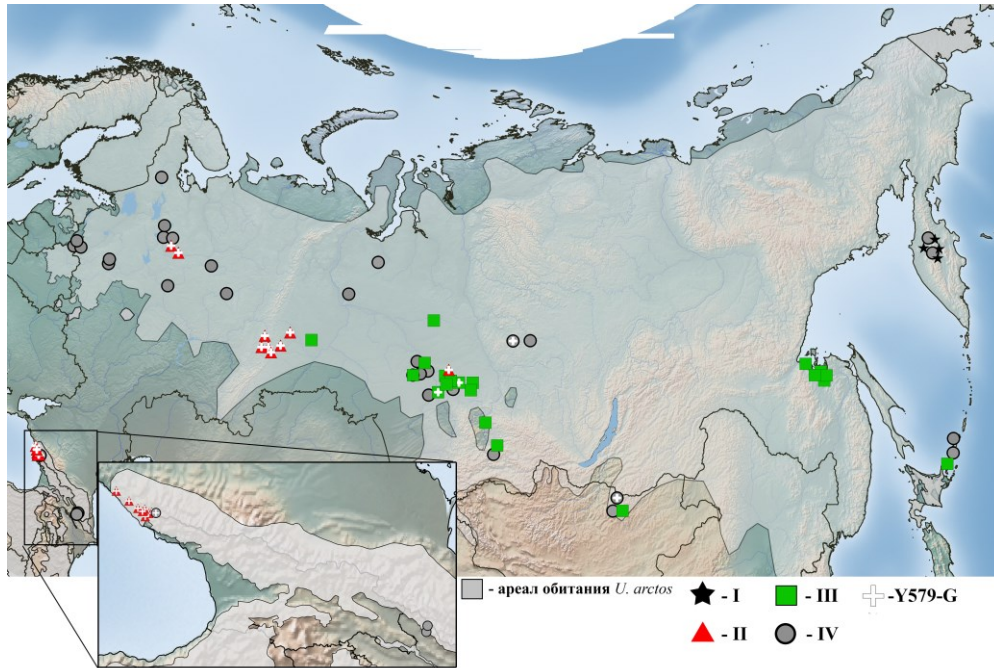 - ареал обитания U. arctos
- I
- III
-Y579-G
- II
- IV